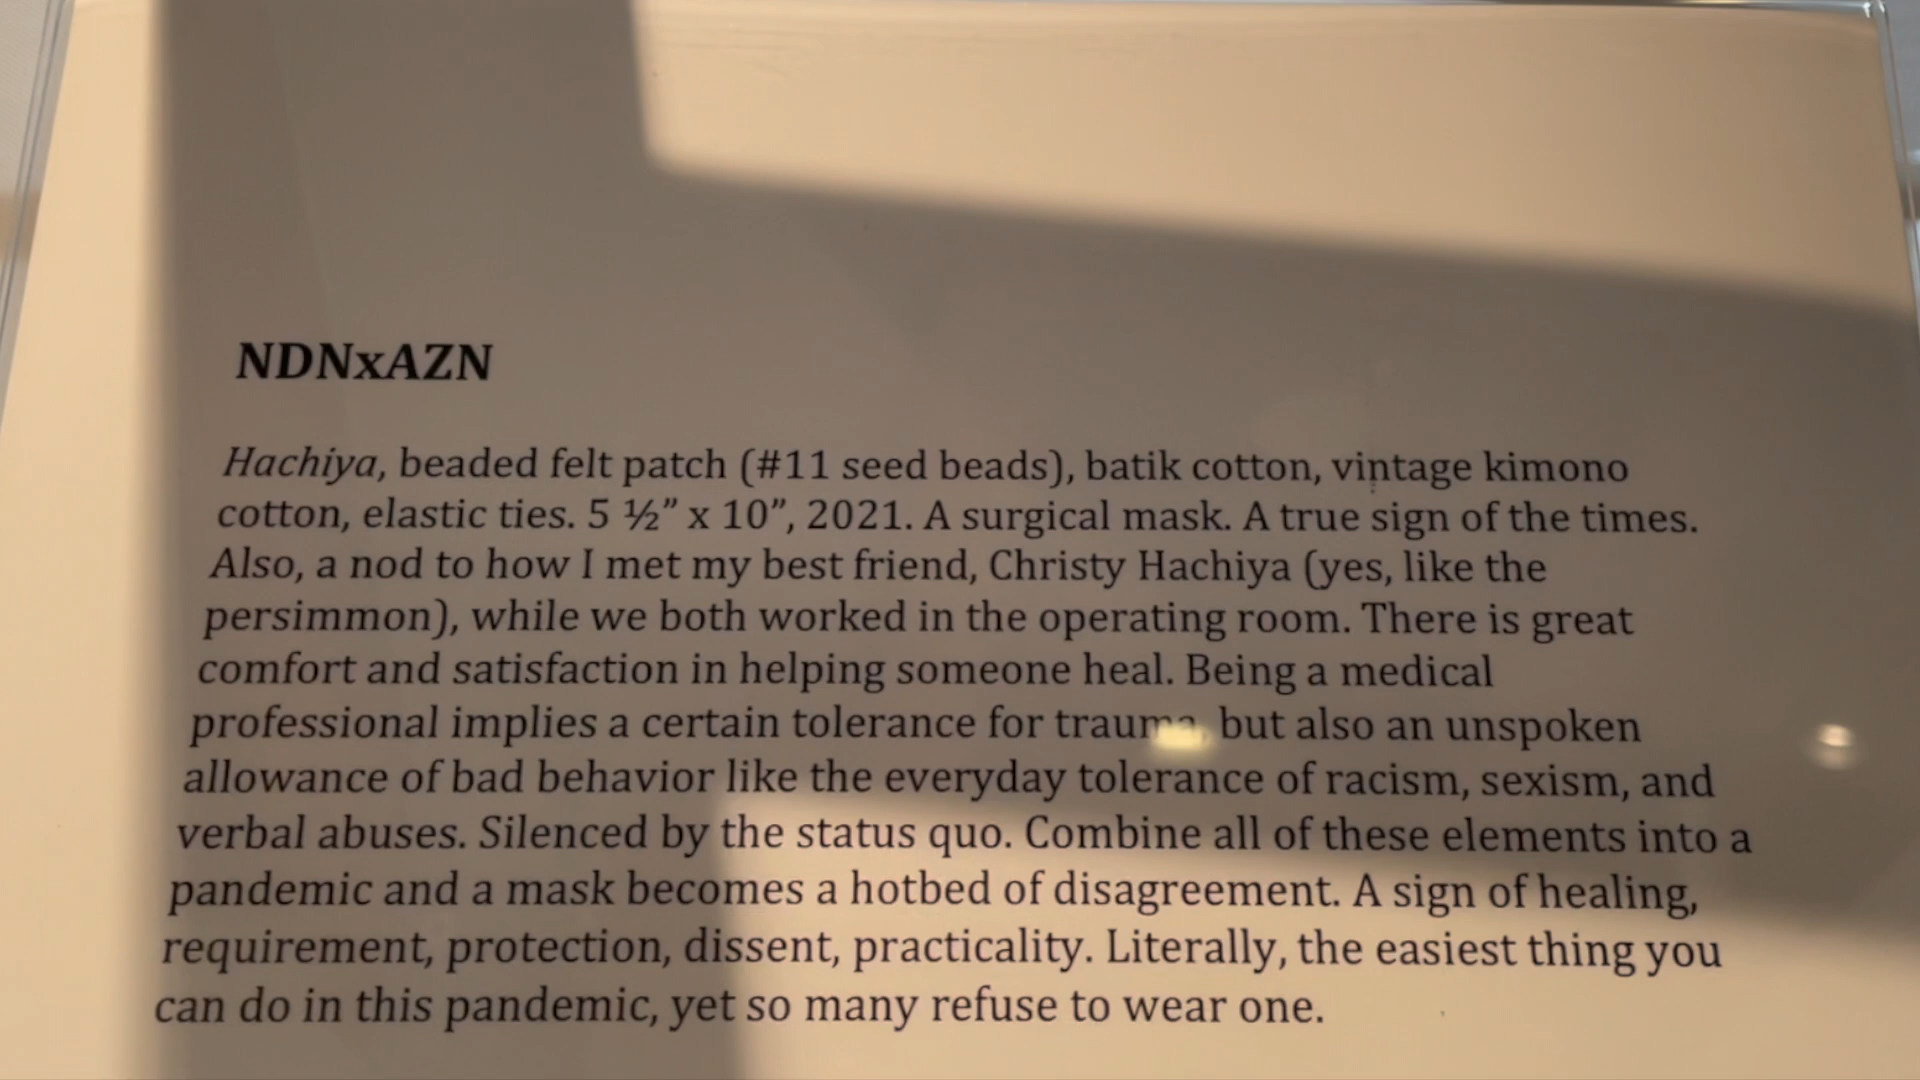 NDNxAZN
Hachiya, beaded felt patch (#11 seed beads), batik cotton, vintage kimono
cotton, elastic ties. 5 ½” x 10”, 2021. A surgical mask. A true sign of the times.
Also, a nod to how I met my best friend, Christy Hachiya (yes, like the
persimmon), while we both worked in the operating room. There is great
comfort and satisfaction in helping someone heal. Being a medical
professional implies a certain tolerance for trauma, but also an unspoken
allowance of bad behavior like the everyday tolerance of racism, sexism, and
verbal abuses. Silenced by the status quo. Combine all of these elements into a
pandemic and a mask becomes a hotbed of disagreement. A sign of healing,
requirement, protection, dissent, practicality. Literally, the easiest thing you
can do in this pandemic, yet so many refuse to wear one.